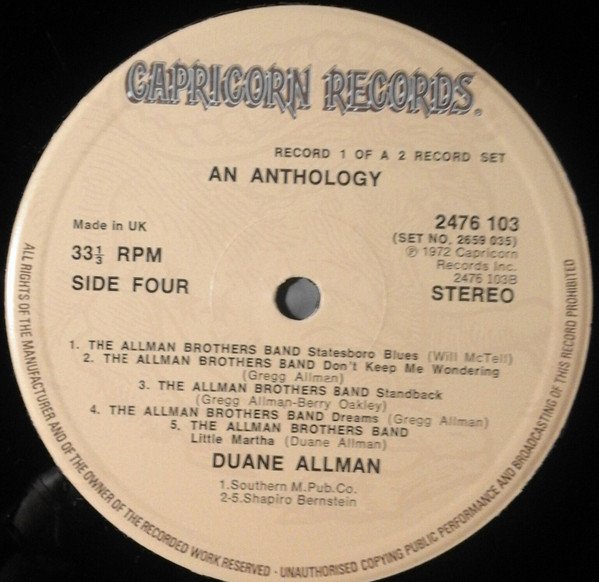 CAPRICORN RECORDS.
RECORD 1 OF A 2 RECORD SET
AN ANTHOLOGY
Made in UK
33⅓ RPM
SIDE FOUR
2476 103
(SET NO. 2659 035)
℗ 1972 Capricorn
Records Inc.
2476 103B
STEREO
1. THE ALLMAN BROTHERS BAND Statesboro Blues (Will McTell)
2. THE ALLMAN BROTHERS BAND Don't Keep Me Wondering
(Gregg Allman)
3. THE ALLMAN BROTHERS BAND Standback
(Gregg Allman-Berry Oakley)
4. THE ALLMAN BROTHERS BAND Dreams (Gregg Allman)
5. THE ALLMAN BROTHERS BAND
Little Martha (Duane Allman)
DUANE ALLMAN
1.Southern M.Pub.Co.
2-5.Shapiro Bernstein
ALL RIGHTS OF THE MANUFACTURER AND OF THE OWNER OF THE RECORDED WORK RESERVED - UNAUTHORISED COPYING PUBLIC PERFORMANCE AND BROADCASTING OF THIS RECORD PROHIBITED